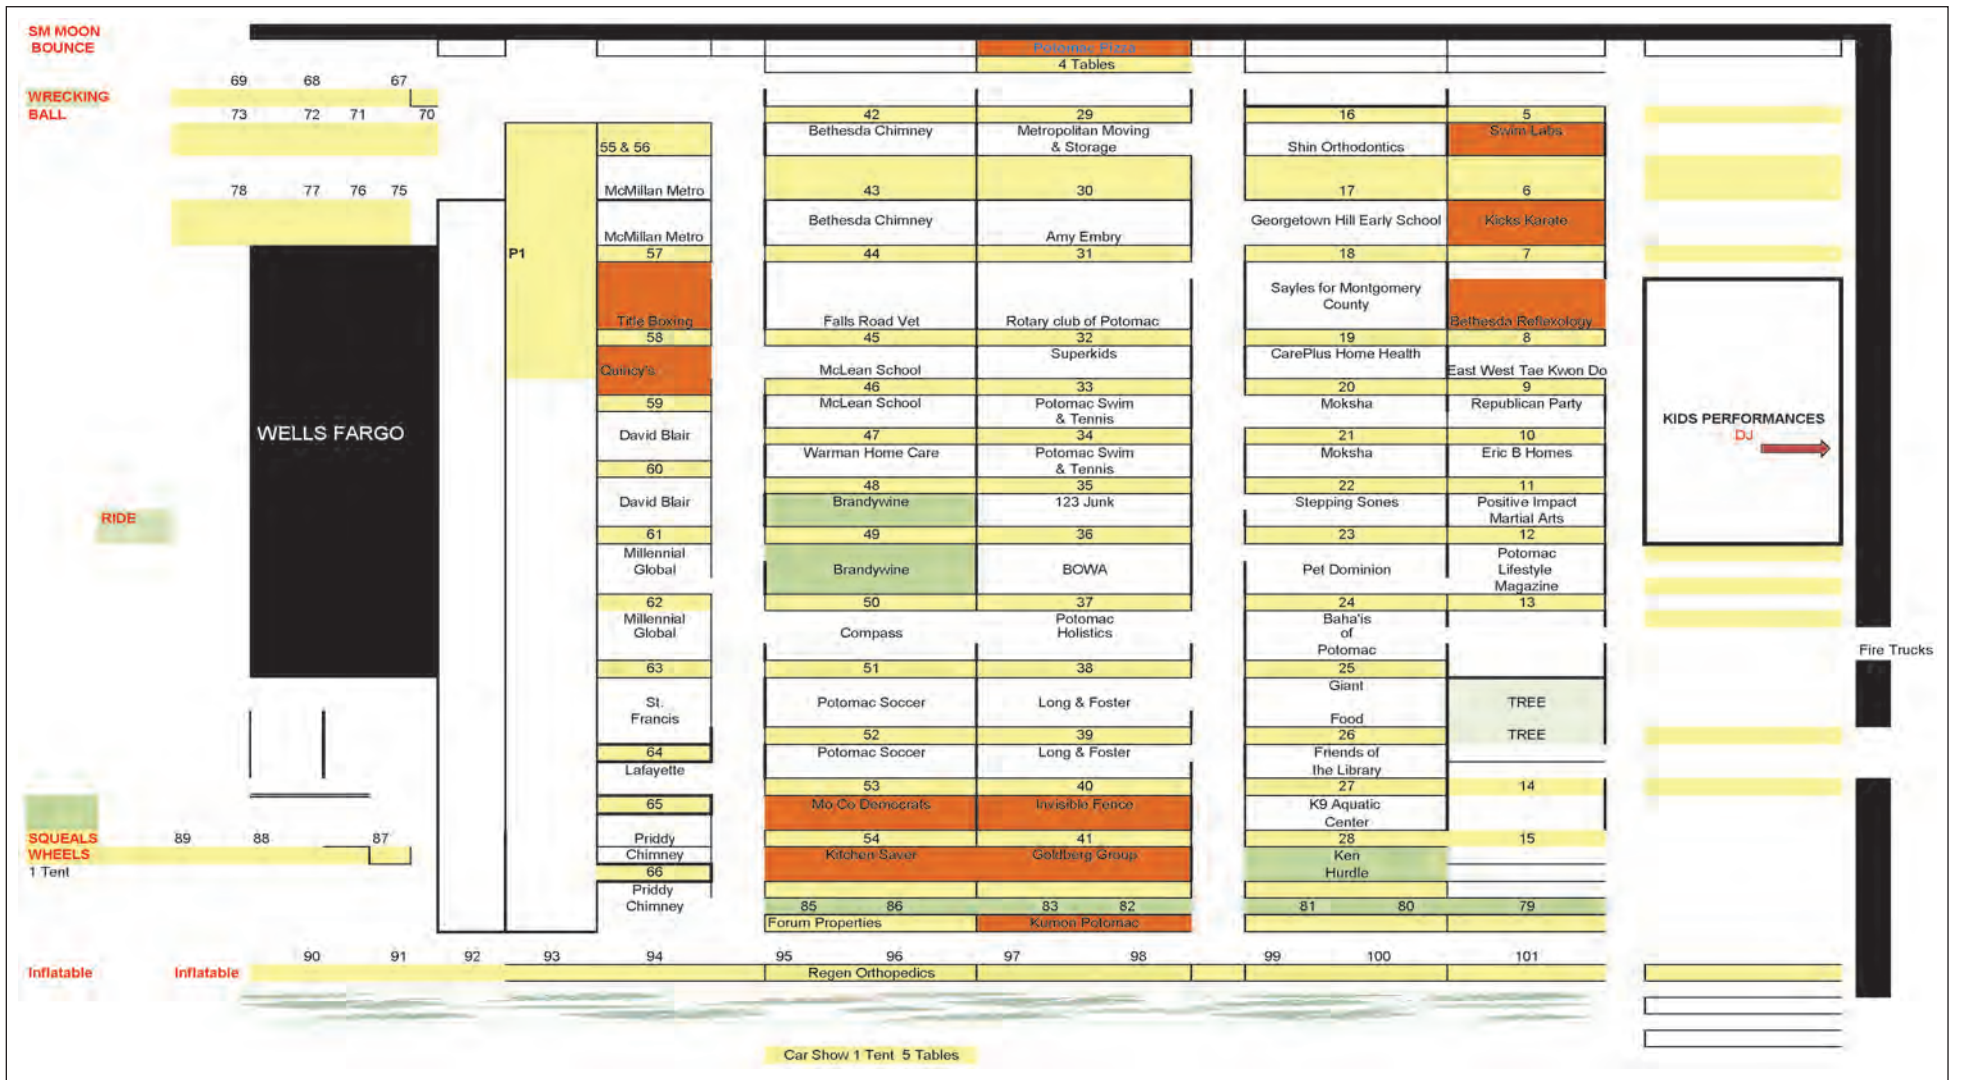 SM MOON
BOUNCE
Potomac Pizza
4 Tables
69 68 67
WRECKING
BALL
73 72 71 70
42 29 16 5
Bethesda Chimney
Metropolitan Moving
& Storage
Shin Orthodontics
Swim Labs
55 & 56
78 77 76 75
McMillan Metro
43 30 17 6
McMillan Metro
Bethesda Chimney
Amy Embry
Georgetown Hill Early School
Kicks Karate
P1
57 44 31 18 7
Title Boxing
Falls Road Vet
Rotary club of Potomac
Sayles for Montgomery
County
Bethesda Reflexology
58 45 32 19 8
Quincy's
McLean School
Superkids
CarePlus Home Health
East West Tae Kwon Do
46 33 20 9
59
McLean School
Potomac Swim
& Tennis
Moksha
Republican Party
WELLS FARGO
David Blair
47 34 21 10
KIDS PERFORMANCES
DJ
Warman Home Care
Potomac Swim
& Tennis
Moksha
Eric B Homes
60
48 35 22 11
RIDE
David Blair
Brandywine
123 Junk
Stepping Sones
Positive Impact
Martial Arts
61 49 36 23 12
Millennial
Global
Brandywine
BOWA
Pet Dominion
Potomac
Lifestyle
Magazine
62 50 37 24 13
Millennial
Global
Compass
Potomac
Holistics
Baha'is
of
Potomac
Fire Trucks
63 51 38 25
St.
Francis
Potomac Soccer
Long & Foster
Giant
Food
TREE
52 39 26
TREE
64
Lafayette
Potomac Soccer
Long & Foster
Friends of
the Library
53 40 27 14
65
Mo Co Democrats
Invisible Fence
K9 Aquatic
Center
SQUEALS
WHEELS
1 Tent
89 88 87
Priddy
Chimney
54 41 28 15
Kitchen Saver
Goldberg Group
Ken
Hurdle
66
Priddy
Chimney
85 86 83 82 81 80 79
Forum Properties
Kumon Potomac
90 91 92 93 94 95 96 97 98 99 100 101
Inflatable
Inflatable
Regen Orthopedics
Car Show 1 Tent 5 Tables